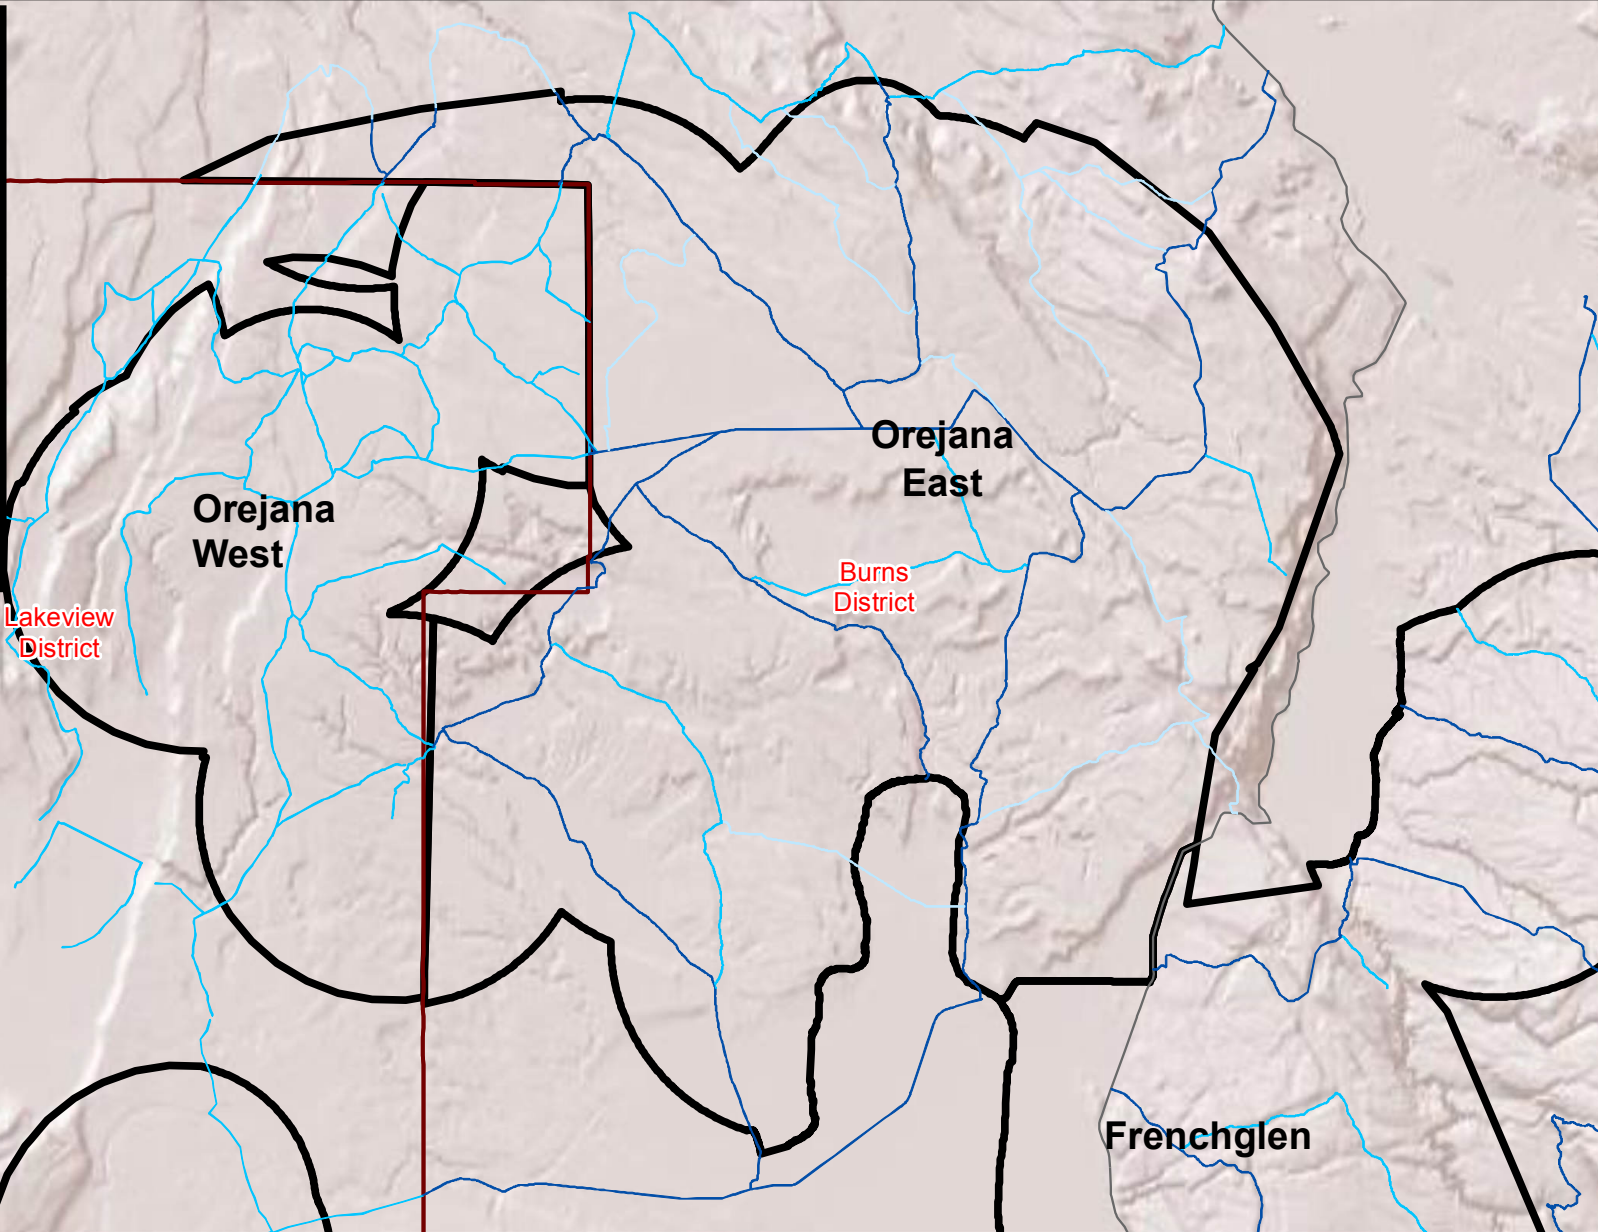 Orejana
East
Orejana
West
Burns
District
Lakeview
District
Frenchglen